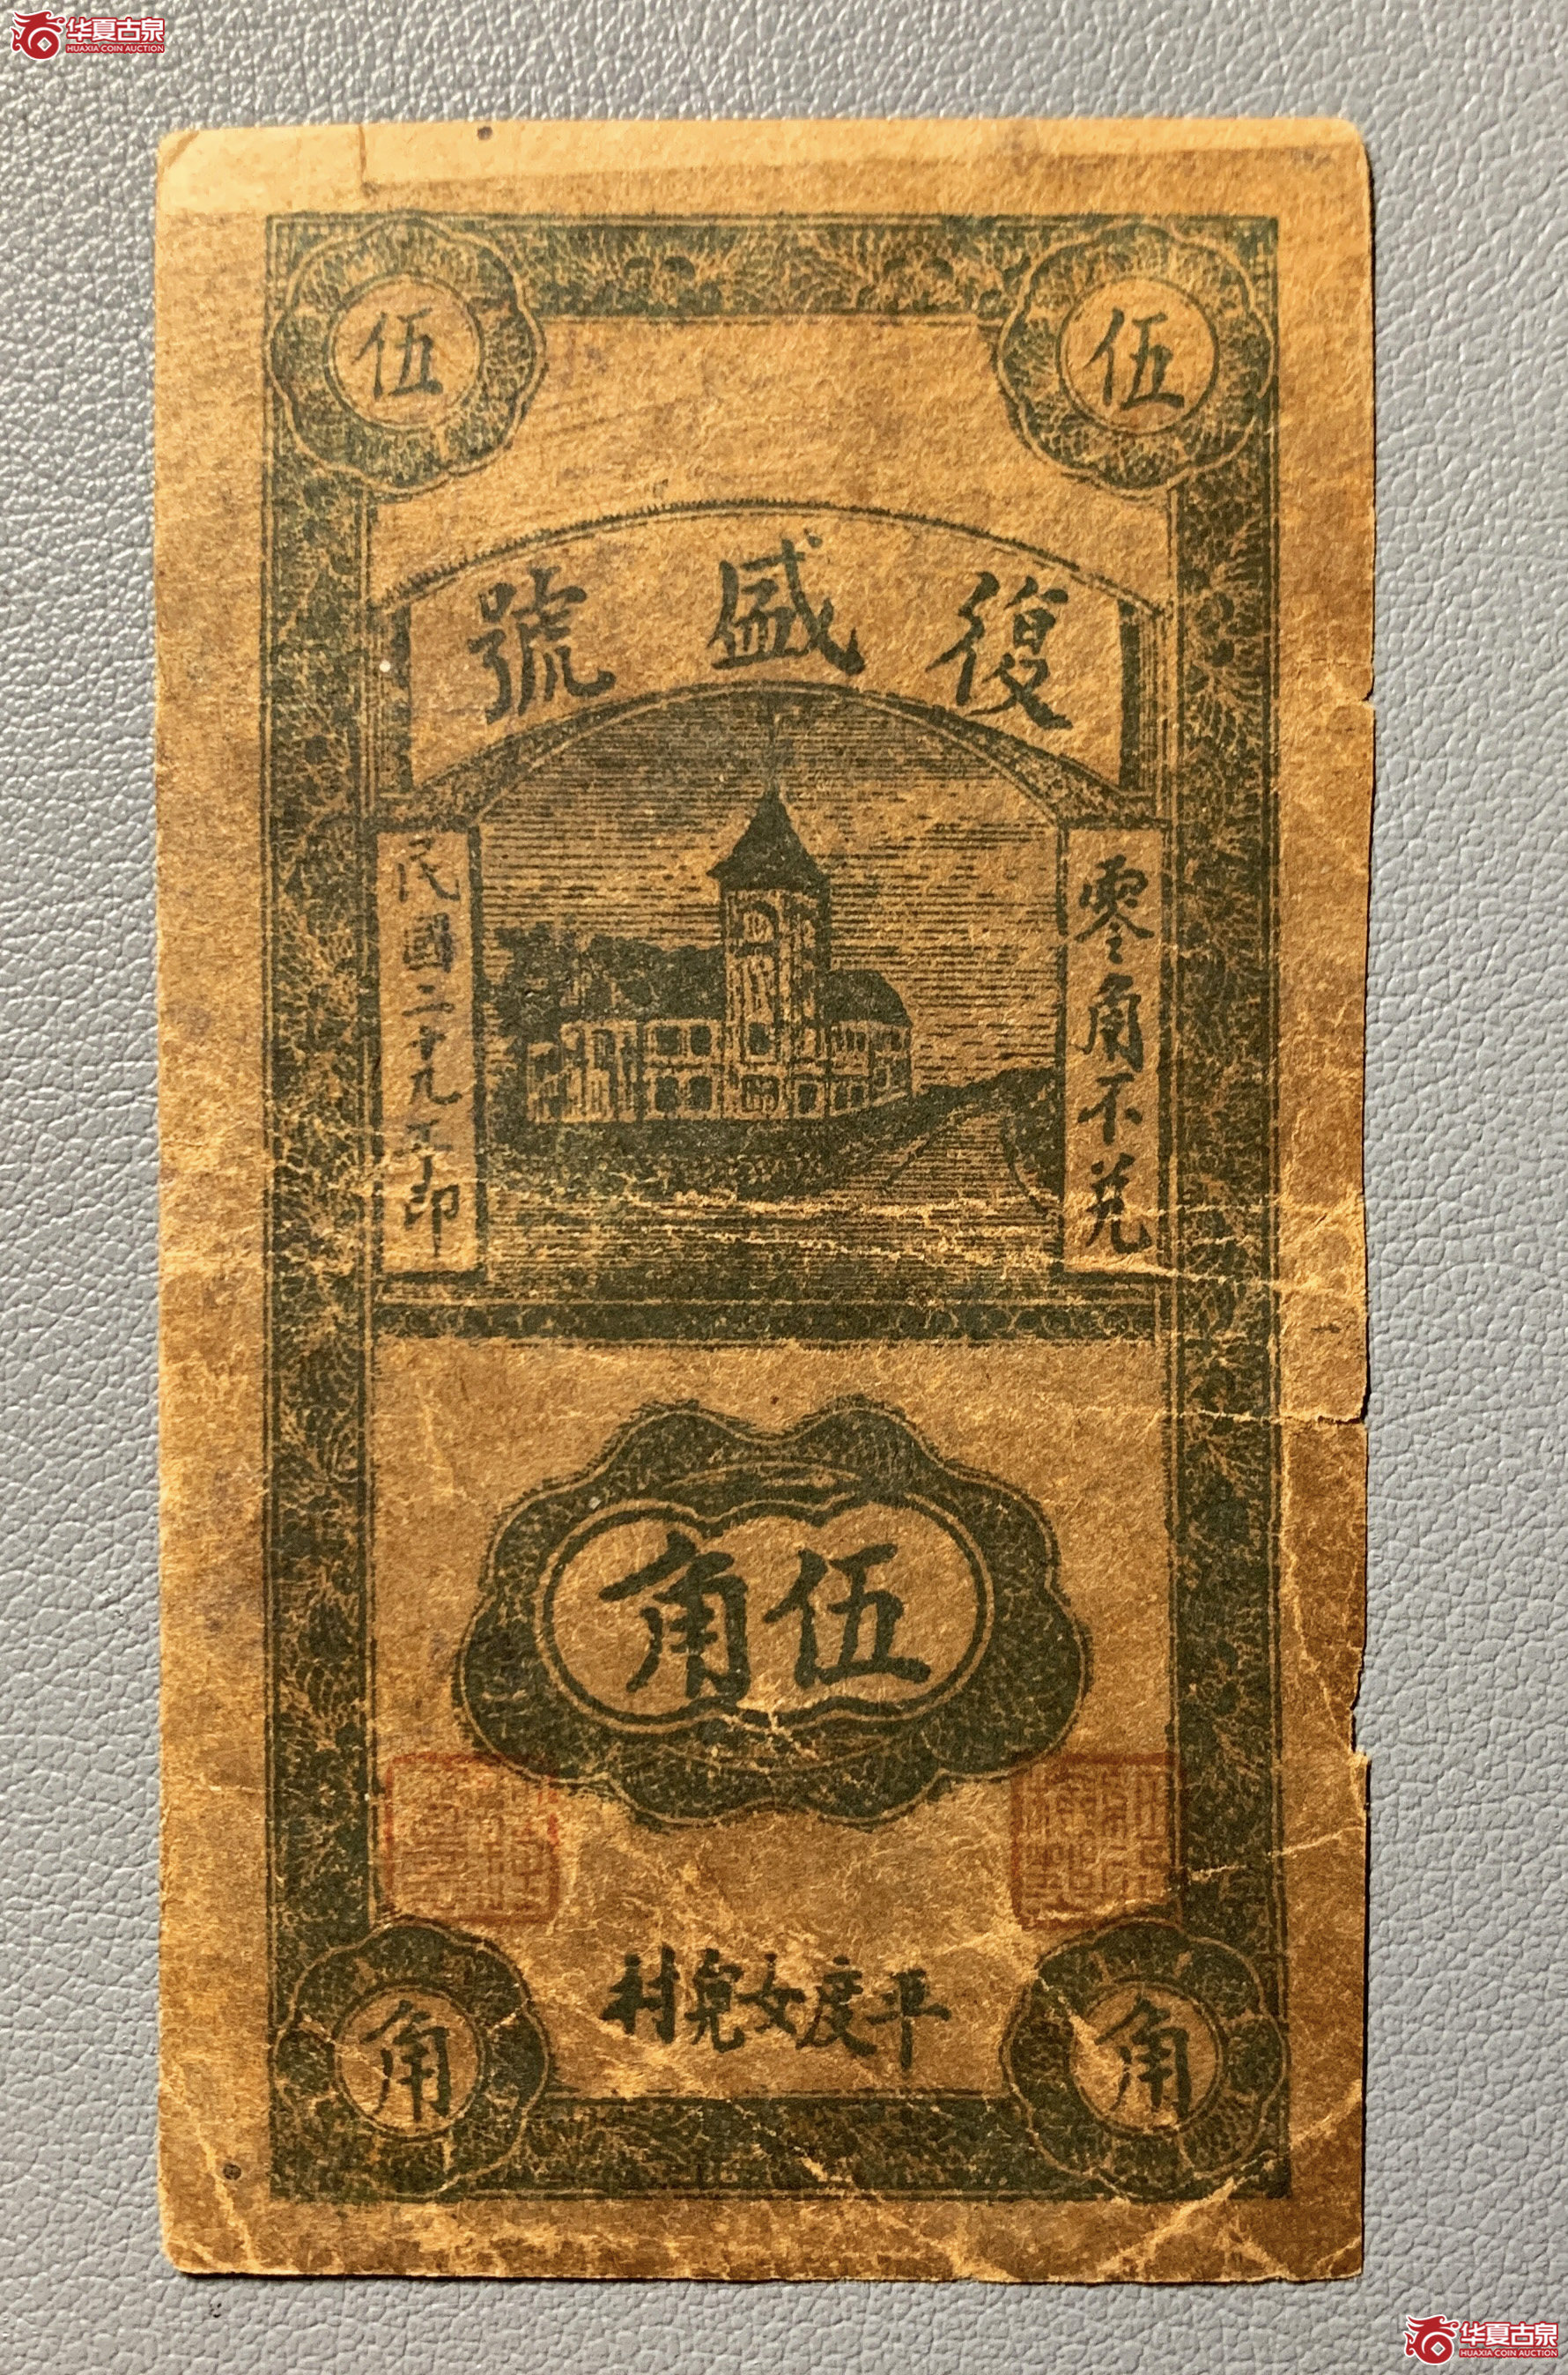 华夏古泉
HUAXIA COIN AUCTION
伍
伍
復盛號
零角不兑
民國二十九年印
伍角
平度女兒村
角
角
华夏古泉
HUAXIA COIN AUCTION